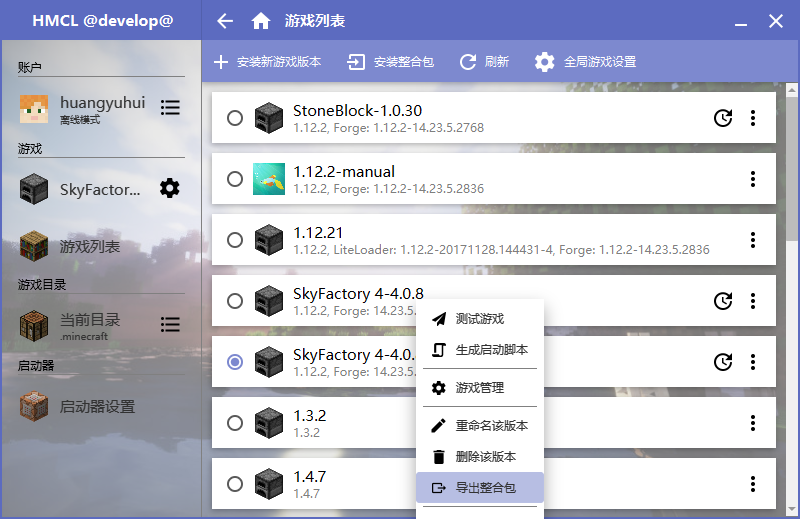 HMCL @develop@
游戏列表
账户
huangyuhui
离线模式
游戏
SkyFactory...
游戏列表
游戏目录
当前目录
.minecraft
启动器
启动器设置
安装新游戏版本
安装整合包
刷新
全局游戏设置
StoneBlock-1.0.30
1.12.2, Forge: 1.12.2-14.23.5.2768
1.12.2-manual
1.12.2, Forge: 1.12.2-14.23.5.2836
1.12.21
1.12.2, LiteLoader: 1.12.2-20171128.144431-4, Forge: 1.12.2-14.23.5.2836
SkyFactory 4-4.0.8
1.12.2, Forge: 14.23.5.
SkyFactory 4-4.0.
1.12.2, Forge: 14.23.5.
1.3.2
1.3.2
1.4.7
1.4.7
测试游戏
生成启动脚本
游戏管理
重命名该版本
删除该版本
导出整合包